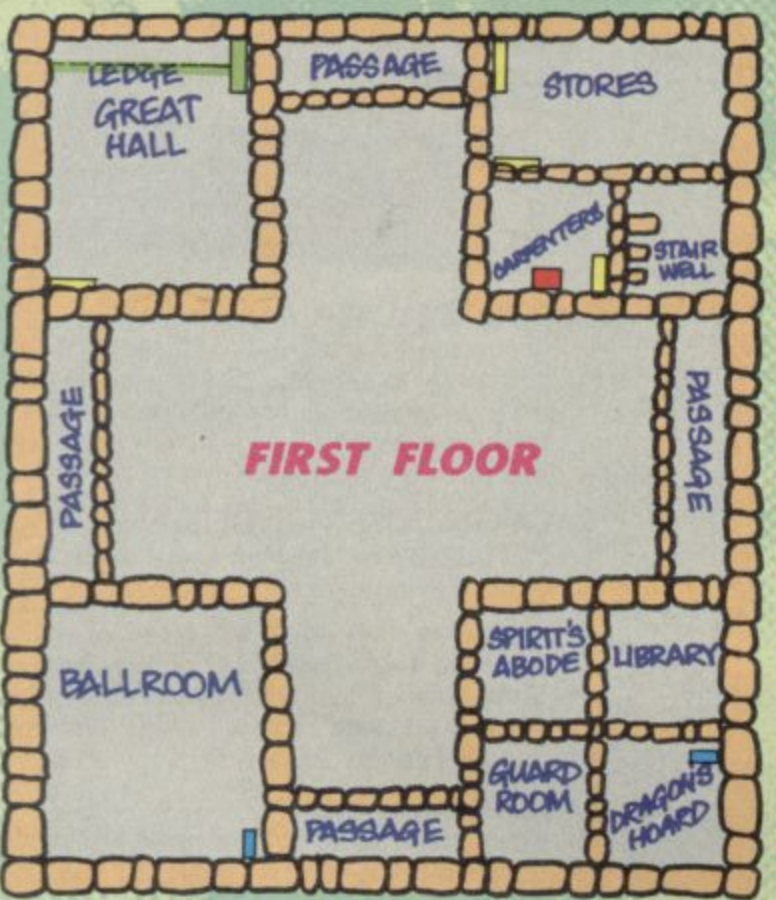 LEDGE
GREAT
HALL
PASSAGE
STORES
CARPENTERS
STAIR
WELL
PASSAGE
FIRST FLOOR
PASSAGE
BALLROOM
SPIRIT'S
ABODE
LIBRARY
GUARD
ROOM
DRAGON'S
HOARD
PASSAGE